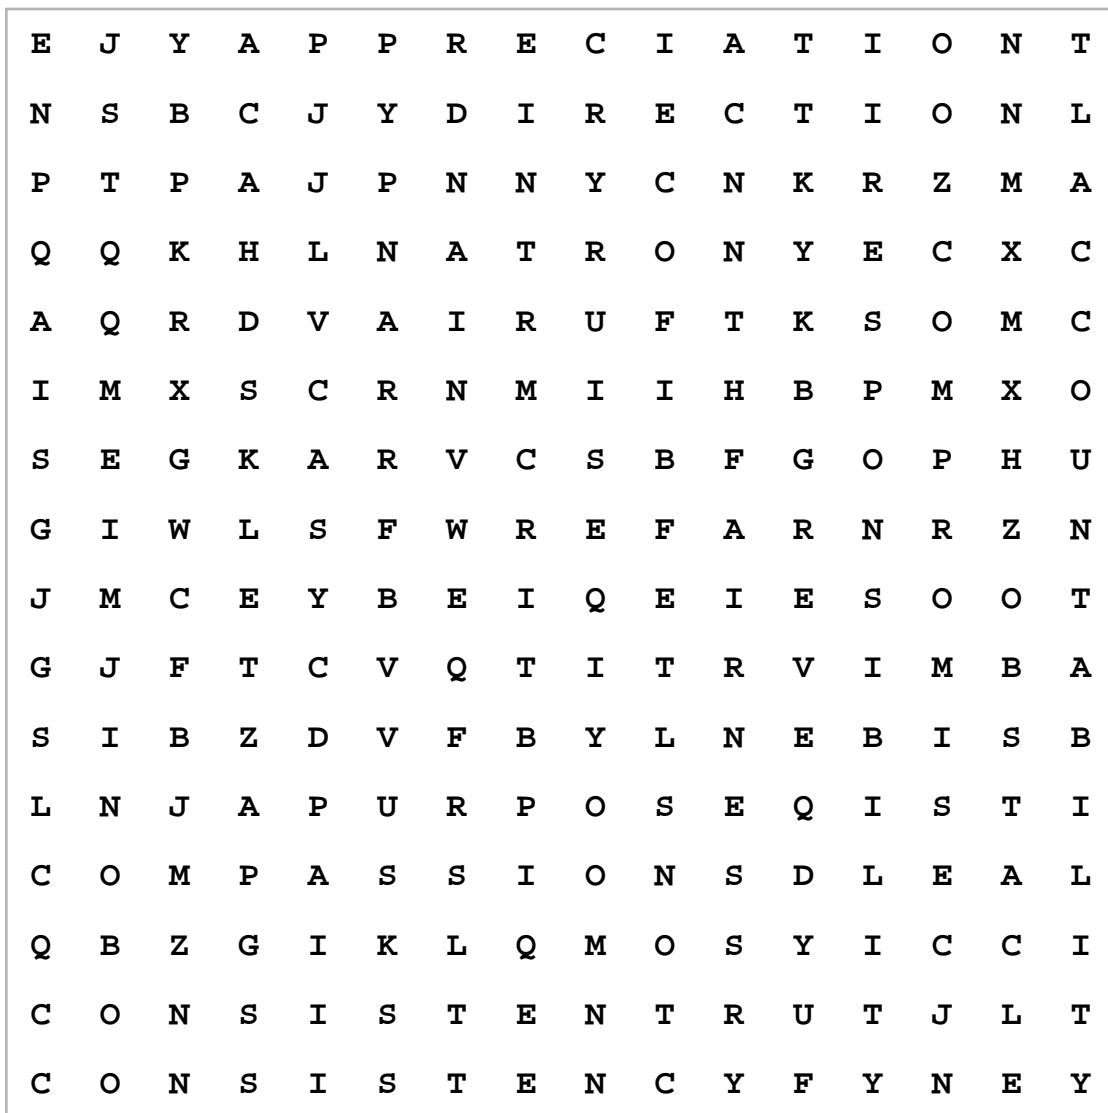 E J Y A P P R E C I A T I O N T
N S B C J Y D I R E C T I O N L
P T P A J P N N Y C N K R Z M A
Q Q K H L N A T R O N Y E C X C
A Q R D V A I R U F T K S O M C
I M X S C R N M I I H B P M X O
S E G K A R V C S B F G O P H U
G I W L S F W R E F A R N R Z N
J M C E Y B E I Q E I E S O O T
G J F T C V Q T I T R V I M B A
S I B Z D V F B Y L N E B I S B
L N J A P U R P O S E Q I S T I
C O M P A S S I O N S D L E A L
Q B Z G I K L Q M O S Y I C C I
C O N S I S T E N T R U T J L T
C O N S I S T E N C Y F Y N E Y